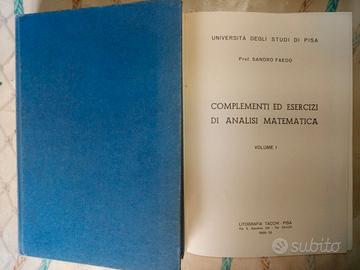 UNIVERSITÀ DEGLI STUDI DI PISA
Prof. SANDRO FAEDO
COMPLEMENTI ED ESERCIZI
DI ANALISI MATEMATICA
VOLUME I
LITOGRAFIA TACCHI - PISA
subito